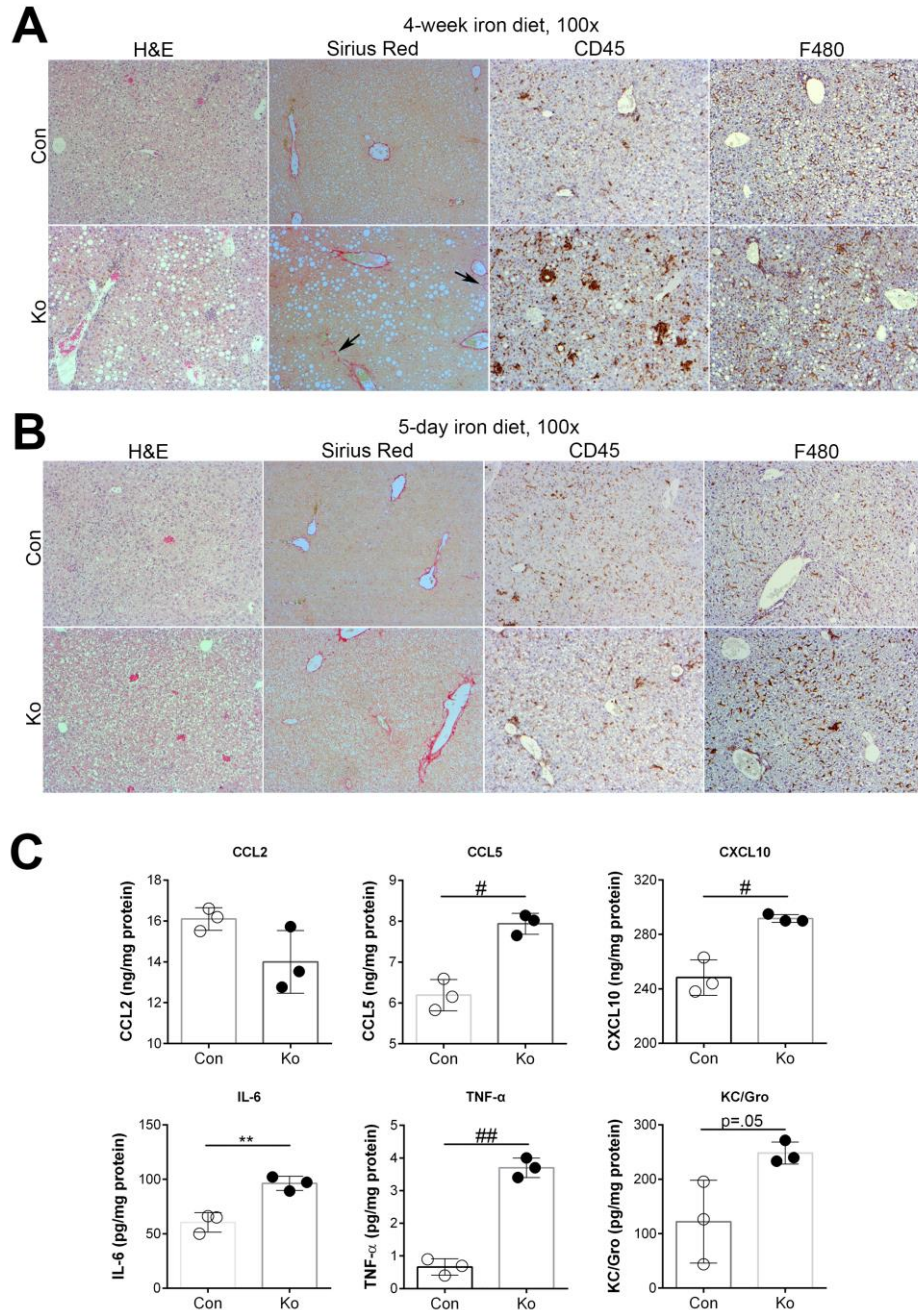 A
4-week iron diet, 100x
H&E Sirius Red CD45 F480
Con
Ko
B
5-day iron diet, 100x
H&E Sirius Red CD45 F480
Con
Ko
C
CCL2 CCL5 CXCL10
CCL2 (ng/mg protein)
18
16
14
12
10
Con Ko
CCL5 (ng/mg protein)
9
8
7
6
5
#
Con Ko
CXCL10 (ng/mg protein)
320
280
240
200
#
Con Ko
IL-6 TNF-α KC/Gro
IL-6 (pg/mg protein)
150
100
50
0
**
Con Ko
TNF-α (pg/mg protein)
5
4
3
2
1
0
##
Con Ko
KC/Gro (pg/mg protein)
300
200
100
0
p=.05
Con Ko